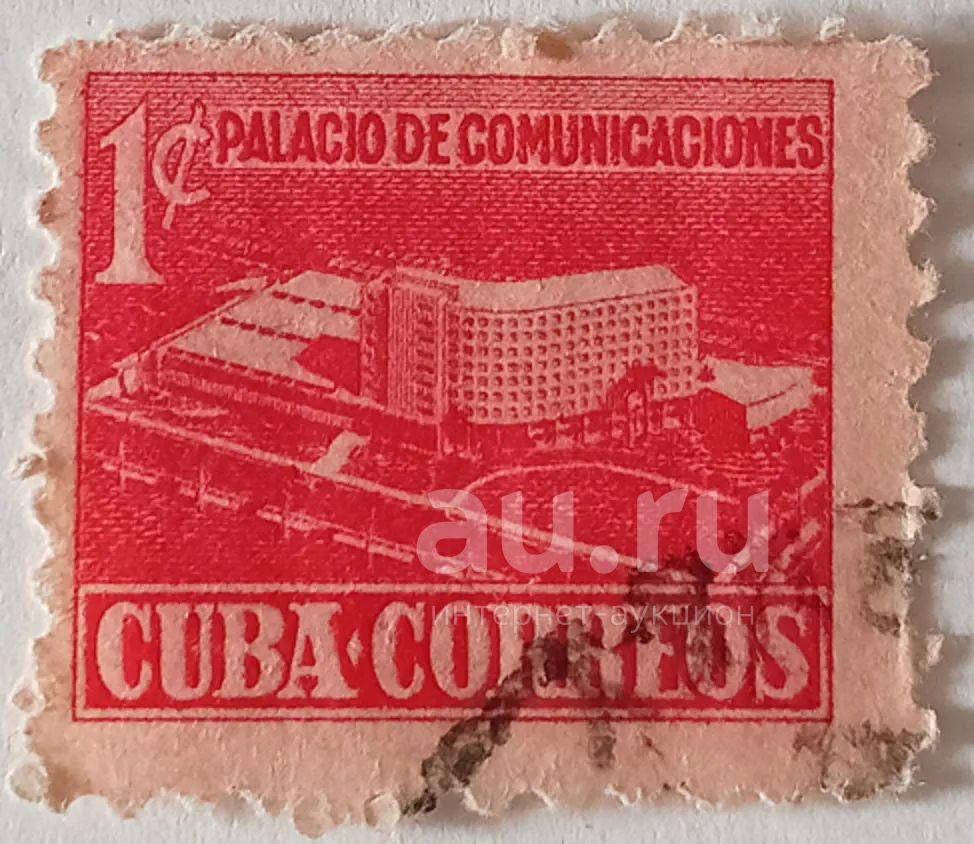 1¢ PALACIO DE COMUNICACIONES
au.ru
интернет-аукцион
CUBA·CORREOS